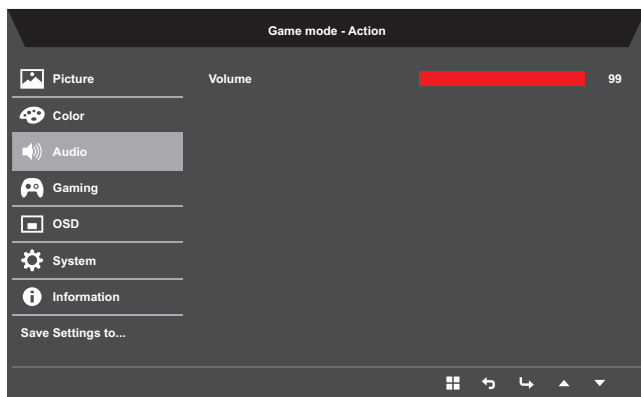 Game mode - Action
Picture
Volume 99
Color
Audio
Gaming
OSD
System
Information
Save Settings to...